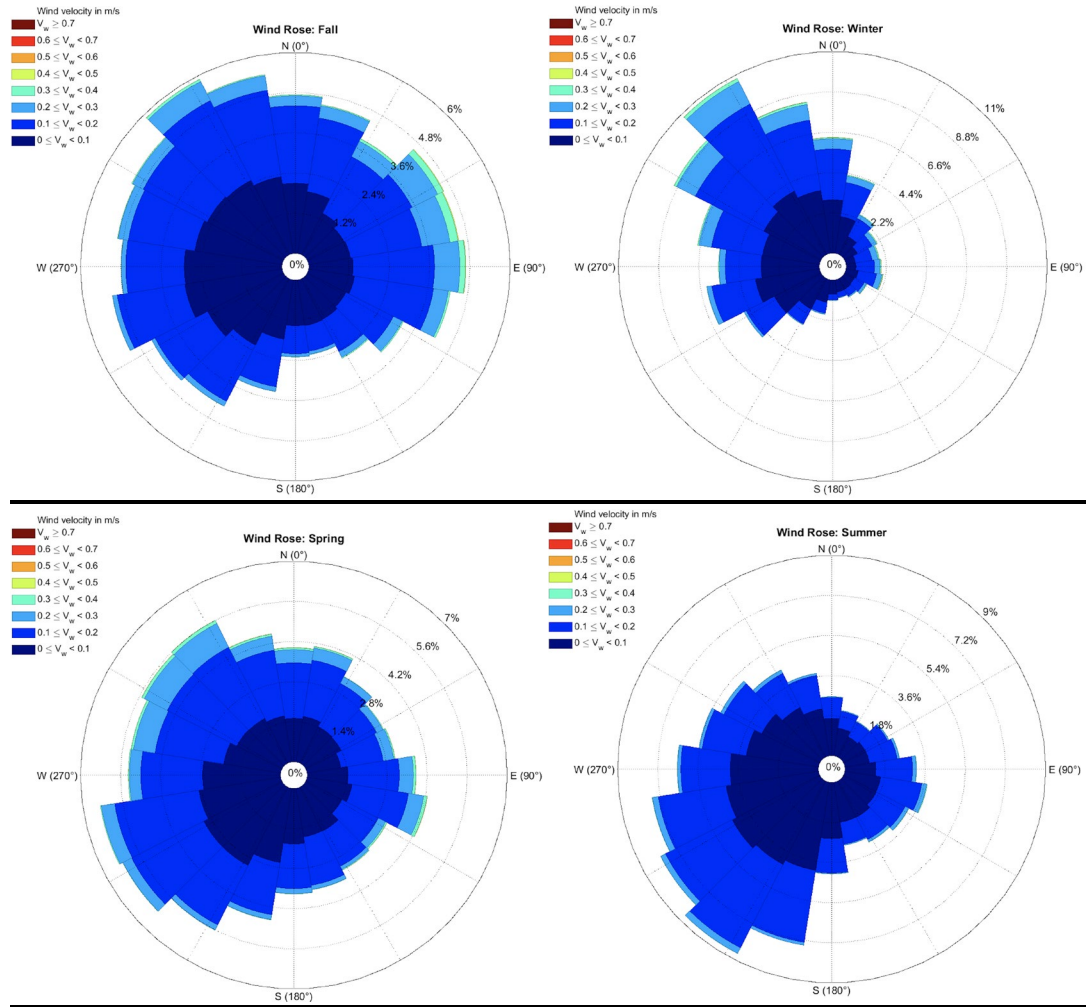 Wind velocity in m/s
V_w ≥ 0.7
0.6 ≤ V_w < 0.7
0.5 ≤ V_w < 0.6
0.4 ≤ V_w < 0.5
0.3 ≤ V_w < 0.4
0.2 ≤ V_w < 0.3
0.1 ≤ V_w < 0.2
0 ≤ V_w < 0.1
Wind Rose: Fall
N (0°)
6%
4.8%
3.6%
2.4%
1.2%
0%
W (270°)
E (90°)
S (180°)
Wind velocity in m/s
V_w ≥ 0.7
0.6 ≤ V_w < 0.7
0.5 ≤ V_w < 0.6
0.4 ≤ V_w < 0.5
0.3 ≤ V_w < 0.4
0.2 ≤ V_w < 0.3
0.1 ≤ V_w < 0.2
0 ≤ V_w < 0.1
Wind Rose: Winter
N (0°)
11%
8.8%
6.6%
4.4%
2.2%
0%
W (270°)
E (90°)
S (180°)
Wind velocity in m/s
V_w ≥ 0.7
0.6 ≤ V_w < 0.7
0.5 ≤ V_w < 0.6
0.4 ≤ V_w < 0.5
0.3 ≤ V_w < 0.4
0.2 ≤ V_w < 0.3
0.1 ≤ V_w < 0.2
0 ≤ V_w < 0.1
Wind Rose: Spring
N (0°)
7%
5.6%
4.2%
2.8%
1.4%
0%
W (270°)
E (90°)
S (180°)
Wind velocity in m/s
V_w ≥ 0.7
0.6 ≤ V_w < 0.7
0.5 ≤ V_w < 0.6
0.4 ≤ V_w < 0.5
0.3 ≤ V_w < 0.4
0.2 ≤ V_w < 0.3
0.1 ≤ V_w < 0.2
0 ≤ V_w < 0.1
Wind Rose: Summer
N (0°)
9%
7.2%
5.4%
3.6%
1.8%
0%
W (270°)
E (90°)
S (180°)